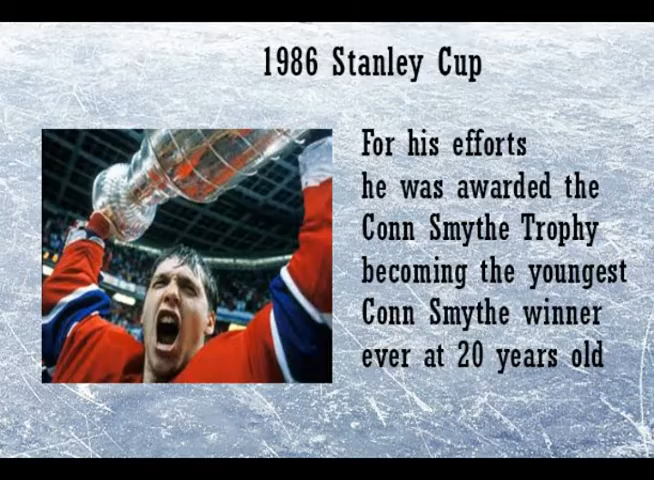 1986 Stanley Cup
For his efforts
he was awarded the
Conn Smythe Trophy
becoming the youngest
Conn Smythe winner
ever at 20 years old